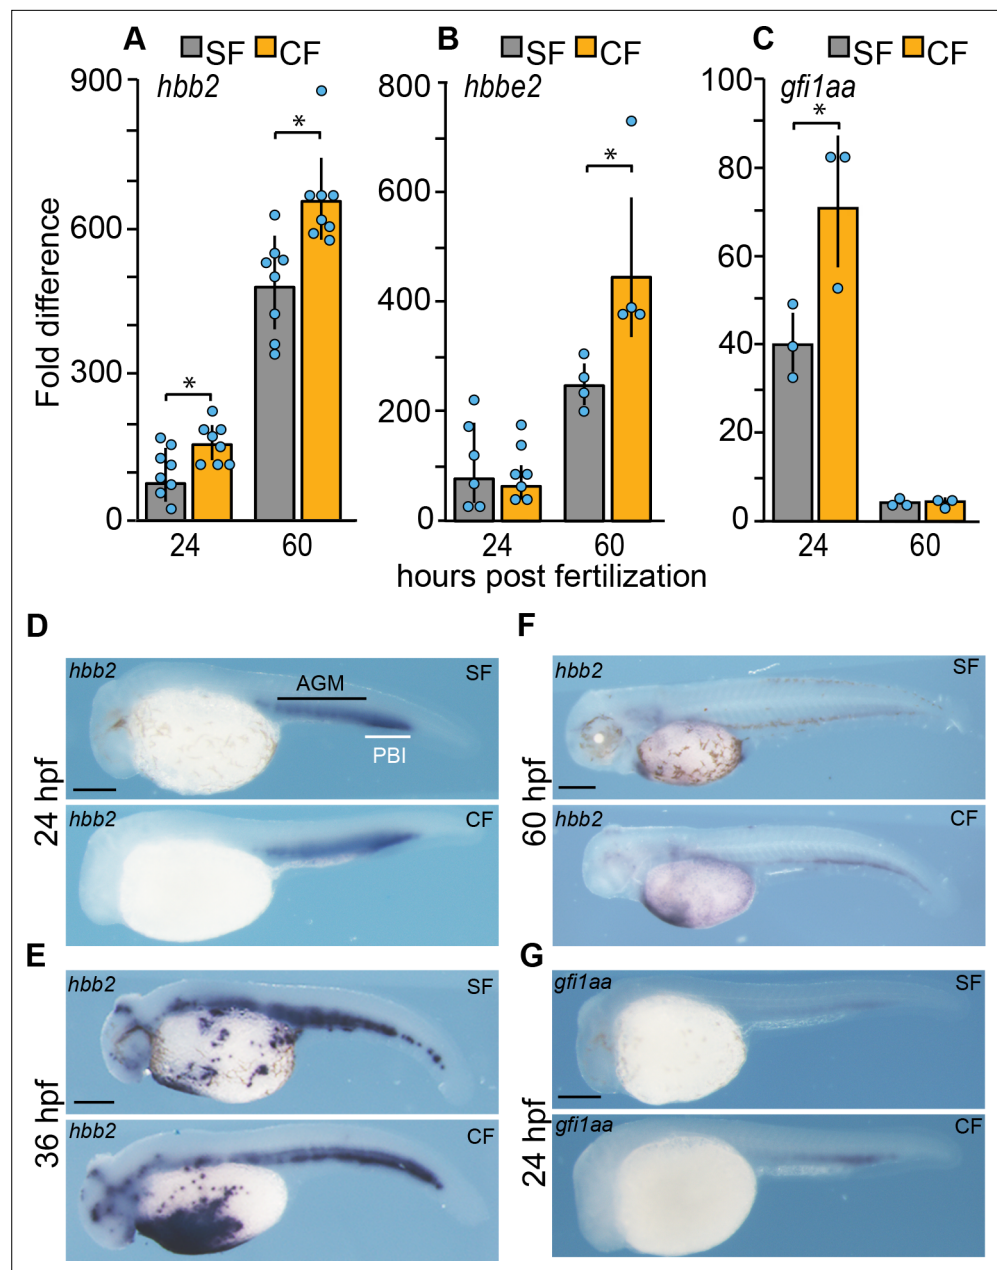 A SF CF
hbb2
900
600
300
0
Fold difference
*
*
24 60
B SF CF
hbbe2
800
600
400
200
0
*
24 60
hours post fertilization
C SF CF
gfi1aa
100
80
60
40
20
0
*
24 60
D
hbb2 SF
AGM
PBI
24 hpf
hbb2 CF
E
hbb2 SF
36 hpf
hbb2 CF
F
hbb2 SF
60 hpf
hbb2 CF
G
gfi1aa SF
24 hpf
gfi1aa CF